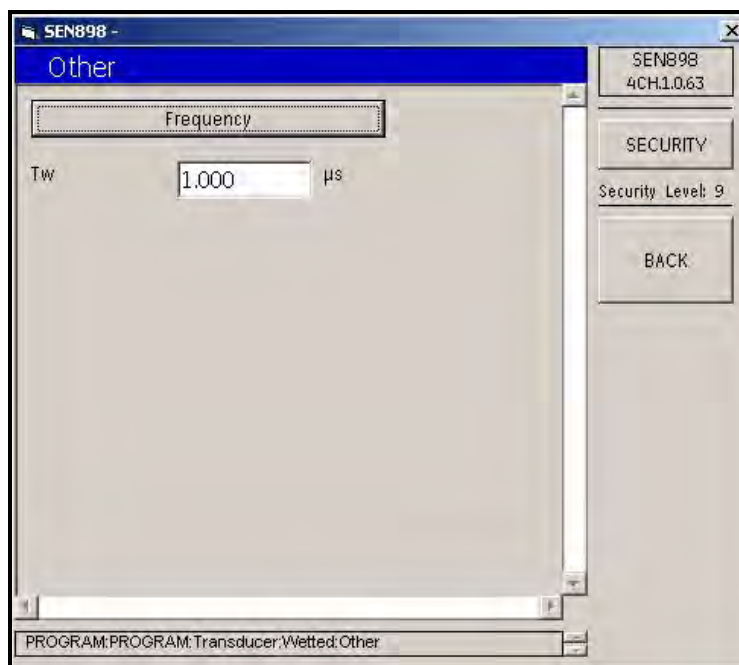 SEN898 -
Other
Frequency
Tw 1.000 µs
SEN898
4CH.1.0.63
SECURITY
Security Level: 9
BACK
PROGRAM:PROGRAM:Transducer:Wetted:Other